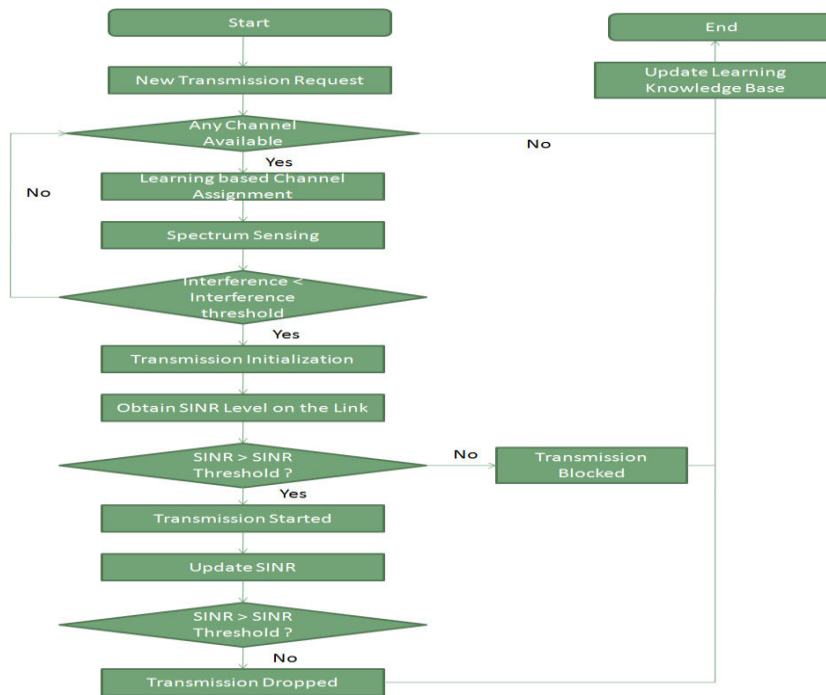 Start
New Transmission Request
Any Channel
Available
No
Yes
No
Learning based Channel
Assignment
Spectrum Sensing
Interference <
Interference
threshold
Yes
Transmission Initialization
Obtain SINR Level on the Link
SINR > SINR
Threshold ?
No
Transmission
Blocked
Yes
Transmission Started
Update SINR
SINR > SINR
Threshold ?
No
Transmission Dropped
End
Update Learning
Knowledge Base